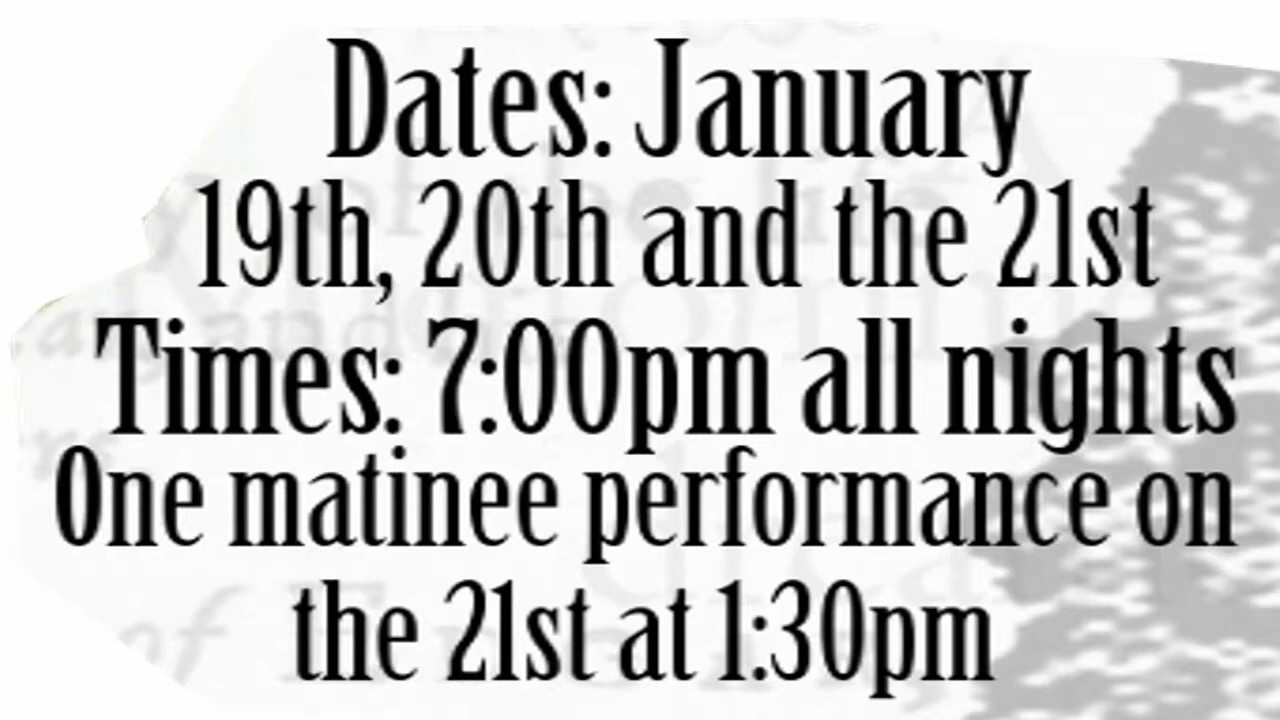 Dates: January
19th, 20th and the 21st
Times: 7:00pm all nights
One matinee performance on
the 21st at 1:30pm